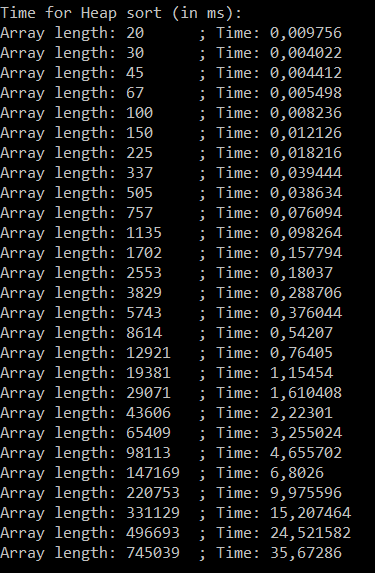 Time for Heap sort (in ms):
Array length: 20      ; Time: 0,009756
Array length: 30      ; Time: 0,004022
Array length: 45      ; Time: 0,004412
Array length: 67      ; Time: 0,005498
Array length: 100     ; Time: 0,008236
Array length: 150     ; Time: 0,012126
Array length: 225     ; Time: 0,018216
Array length: 337     ; Time: 0,039444
Array length: 505     ; Time: 0,038634
Array length: 757     ; Time: 0,076094
Array length: 1135    ; Time: 0,098264
Array length: 1702    ; Time: 0,157794
Array length: 2553    ; Time: 0,18037
Array length: 3829    ; Time: 0,288706
Array length: 5743    ; Time: 0,376044
Array length: 8614    ; Time: 0,54207
Array length: 12921   ; Time: 0,76405
Array length: 19381   ; Time: 1,15454
Array length: 29071   ; Time: 1,610408
Array length: 43606   ; Time: 2,22301
Array length: 65409   ; Time: 3,255024
Array length: 98113   ; Time: 4,655702
Array length: 147169  ; Time: 6,8026
Array length: 220753  ; Time: 9,975596
Array length: 331129  ; Time: 15,207464
Array length: 496693  ; Time: 24,521582
Array length: 745039  ; Time: 35,67286